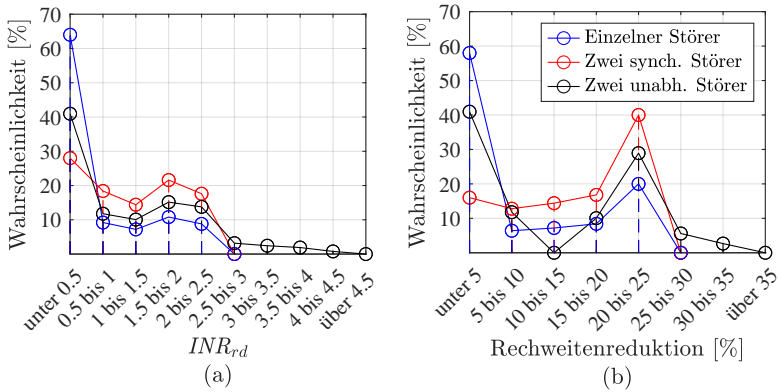 70
60
50
40
30
20
10
Wahrscheinlichkeit [%]
unter 0.5
0.5 bis 1
1 bis 1.5
1.5 bis 2
2 bis 2.5
2.5 bis 3
3 bis 3.5
3.5 bis 4
4 bis 4.5
über 4.5
INR_rd
(a)
70
60
50
40
30
20
10
Wahrscheinlichkeit [%]
Einzelner Störer
Zwei synch. Störer
Zwei unabh. Störer
unter 5
5 bis 10
10 bis 15
15 bis 20
20 bis 25
25 bis 30
30 bis 35
über 35
Rechweitenreduktion [%]
(b)